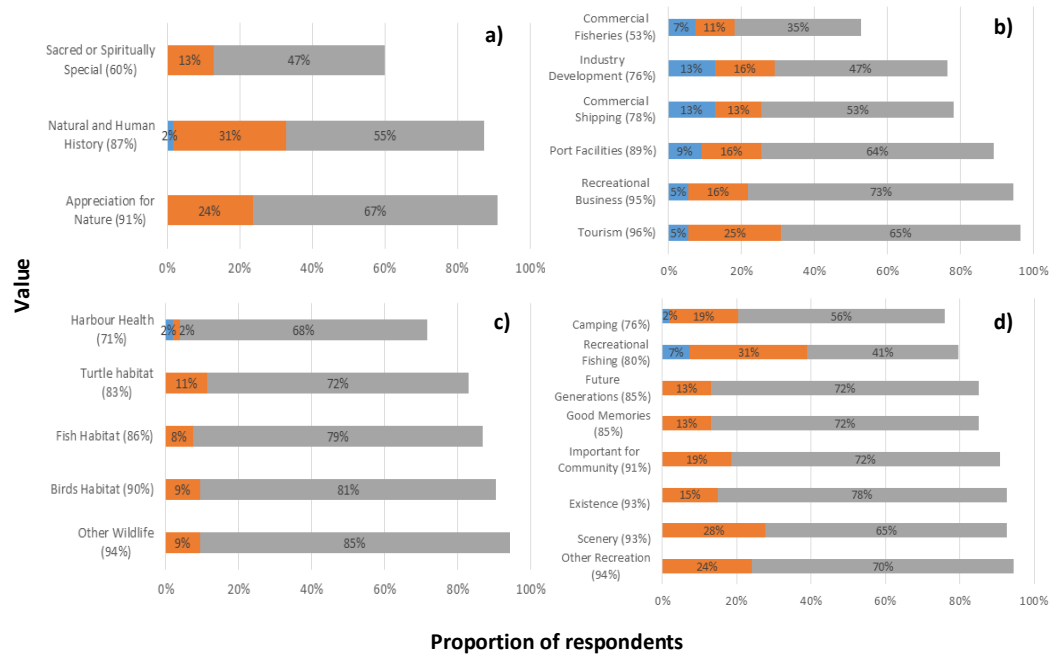 a)
Sacred or Spiritually
Special (60%)
13% 47%
Natural and Human
History (87%)
2% 31% 55%
Appreciation for
Nature (91%)
24% 67%
0% 20% 40% 60% 80% 100%
b)
Commercial
Fisheries (53%)
7% 11% 35%
Industry
Development (76%)
13% 16% 47%
Commercial
Shipping (78%)
13% 13% 53%
Port Facilities (89%)
9% 16% 64%
Recreational
Business (95%)
5% 16% 73%
Tourism (96%)
5% 25% 65%
0% 20% 40% 60% 80% 100%
Value
c)
Harbour Health
(71%)
2% 2% 68%
Turtle habitat
(83%)
11% 72%
Fish Habitat (86%)
8% 79%
Birds Habitat (90%)
9% 81%
Other Wildlife
(94%)
9% 85%
0% 20% 40% 60% 80% 100%
d)
Camping (76%)
2% 19% 56%
Recreational
Fishing (80%)
7% 31% 41%
Future
Generations (85%)
13% 72%
Good Memories
(85%)
13% 72%
Important for
Community (91%)
19% 72%
Existence (93%)
15% 78%
Scenery (93%)
28% 65%
Other Recreation
(94%)
24% 70%
0% 20% 40% 60% 80% 100%
Proportion of respondents